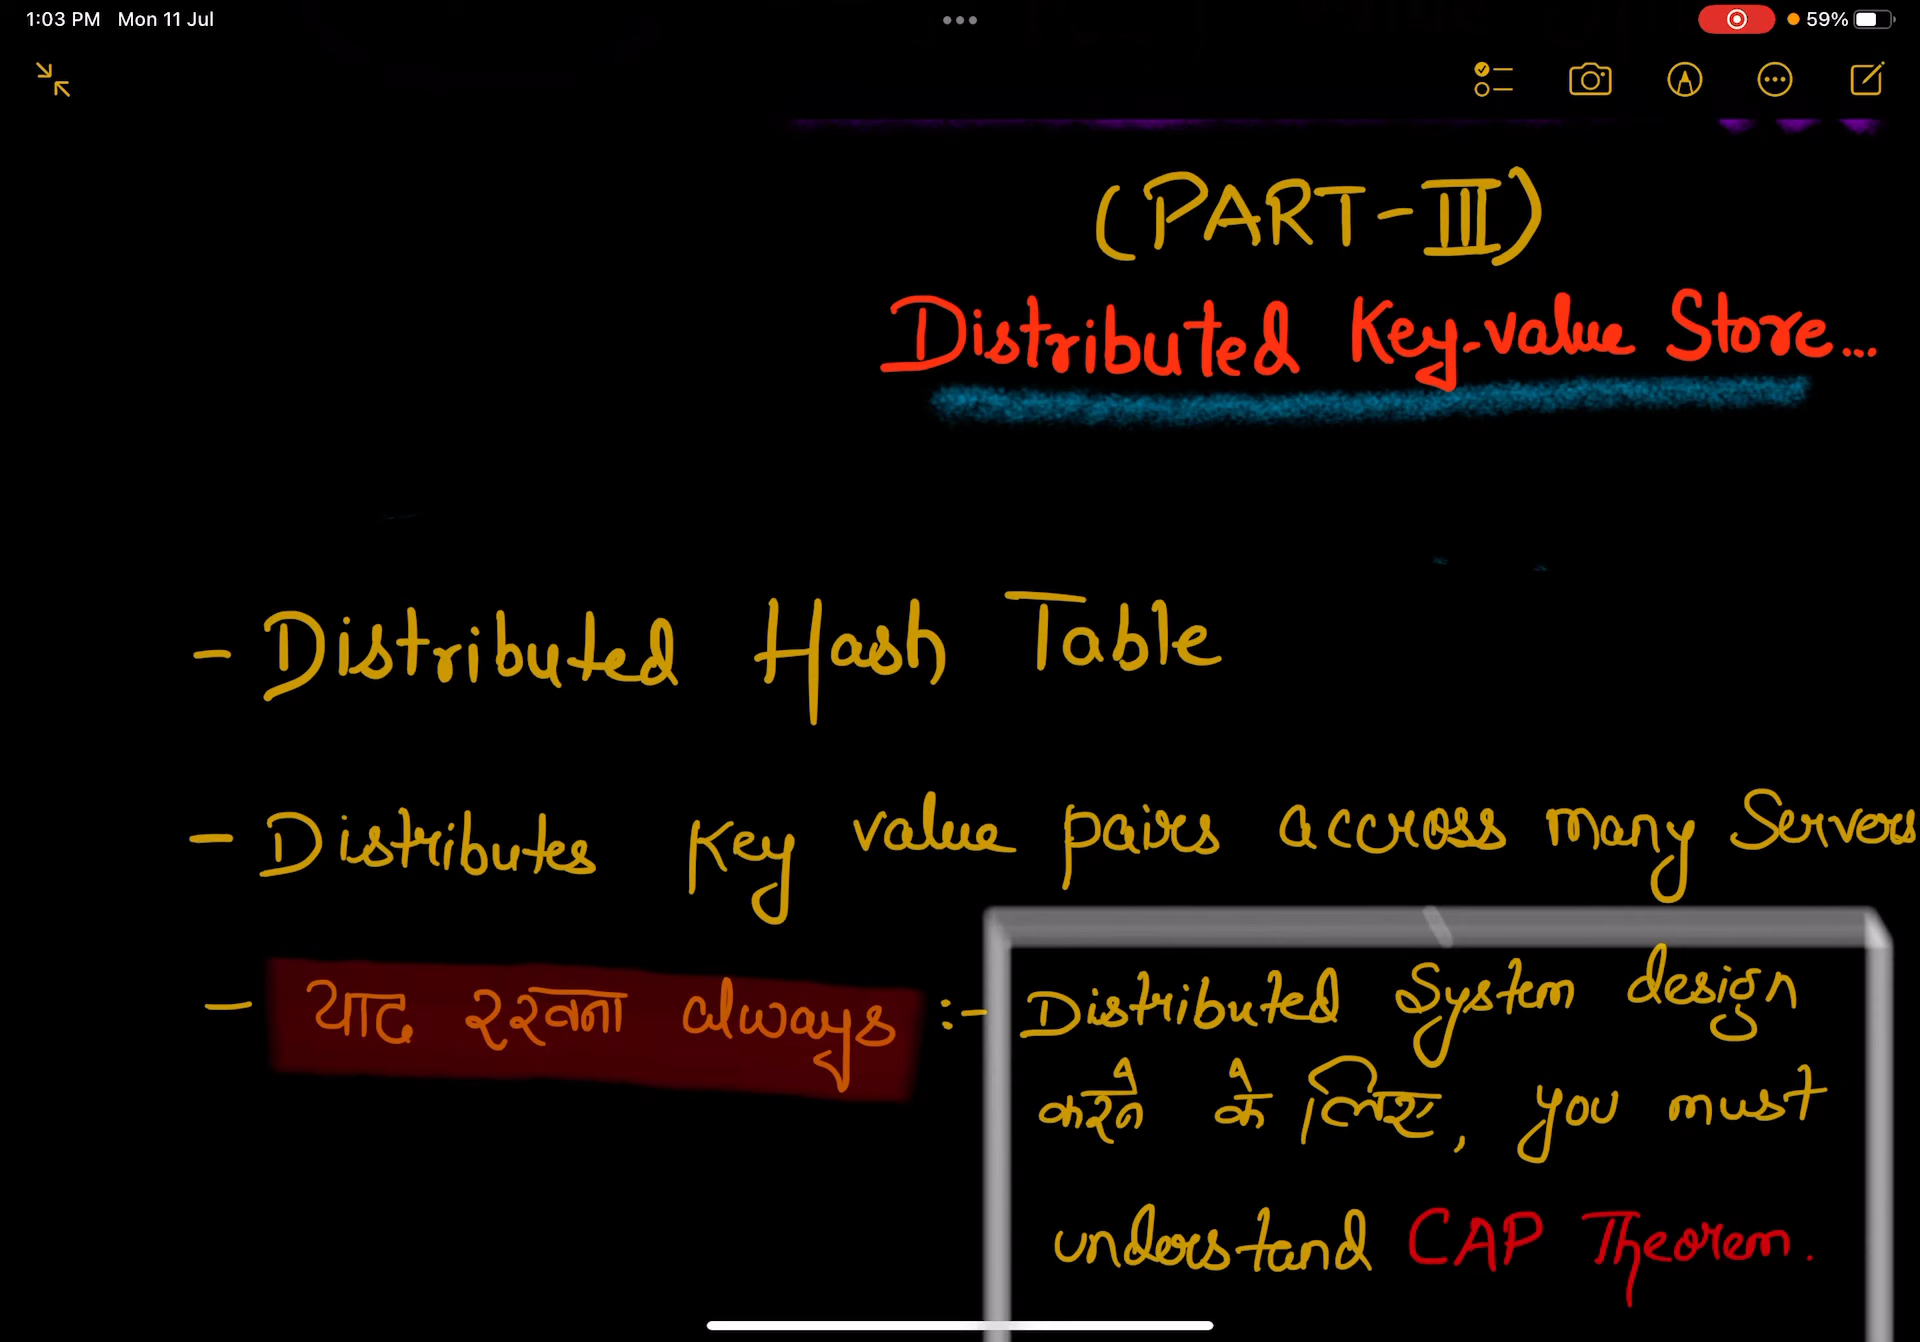 1:03 PM Mon 11 Jul
59%
(PART-III)
Distributed Key-value Store...
- Distributed Hash Table
- Distributes Key value pairs accross many Servers
- याद रखना always :- Distributed System design
करने के लिए, you must
understand CAP Theorem.